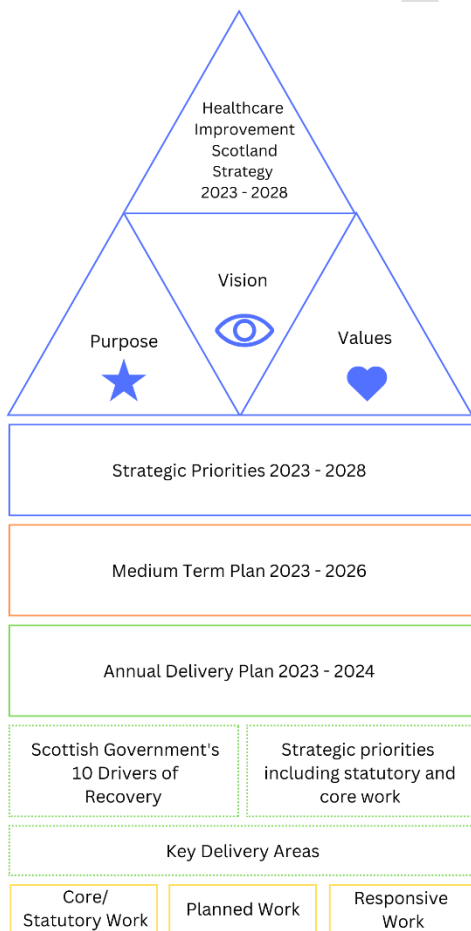 Healthcare
Improvement
Scotland
Strategy
2023 - 2028
Vision
Purpose
Values
Strategic Priorities 2023 - 2028
Medium Term Plan 2023 - 2026
Annual Delivery Plan 2023 - 2024
Scottish Government's
10 Drivers of
Recovery
Strategic priorities
including statutory and
core work
Key Delivery Areas
Core/
Statutory Work
Planned Work
Responsive
Work